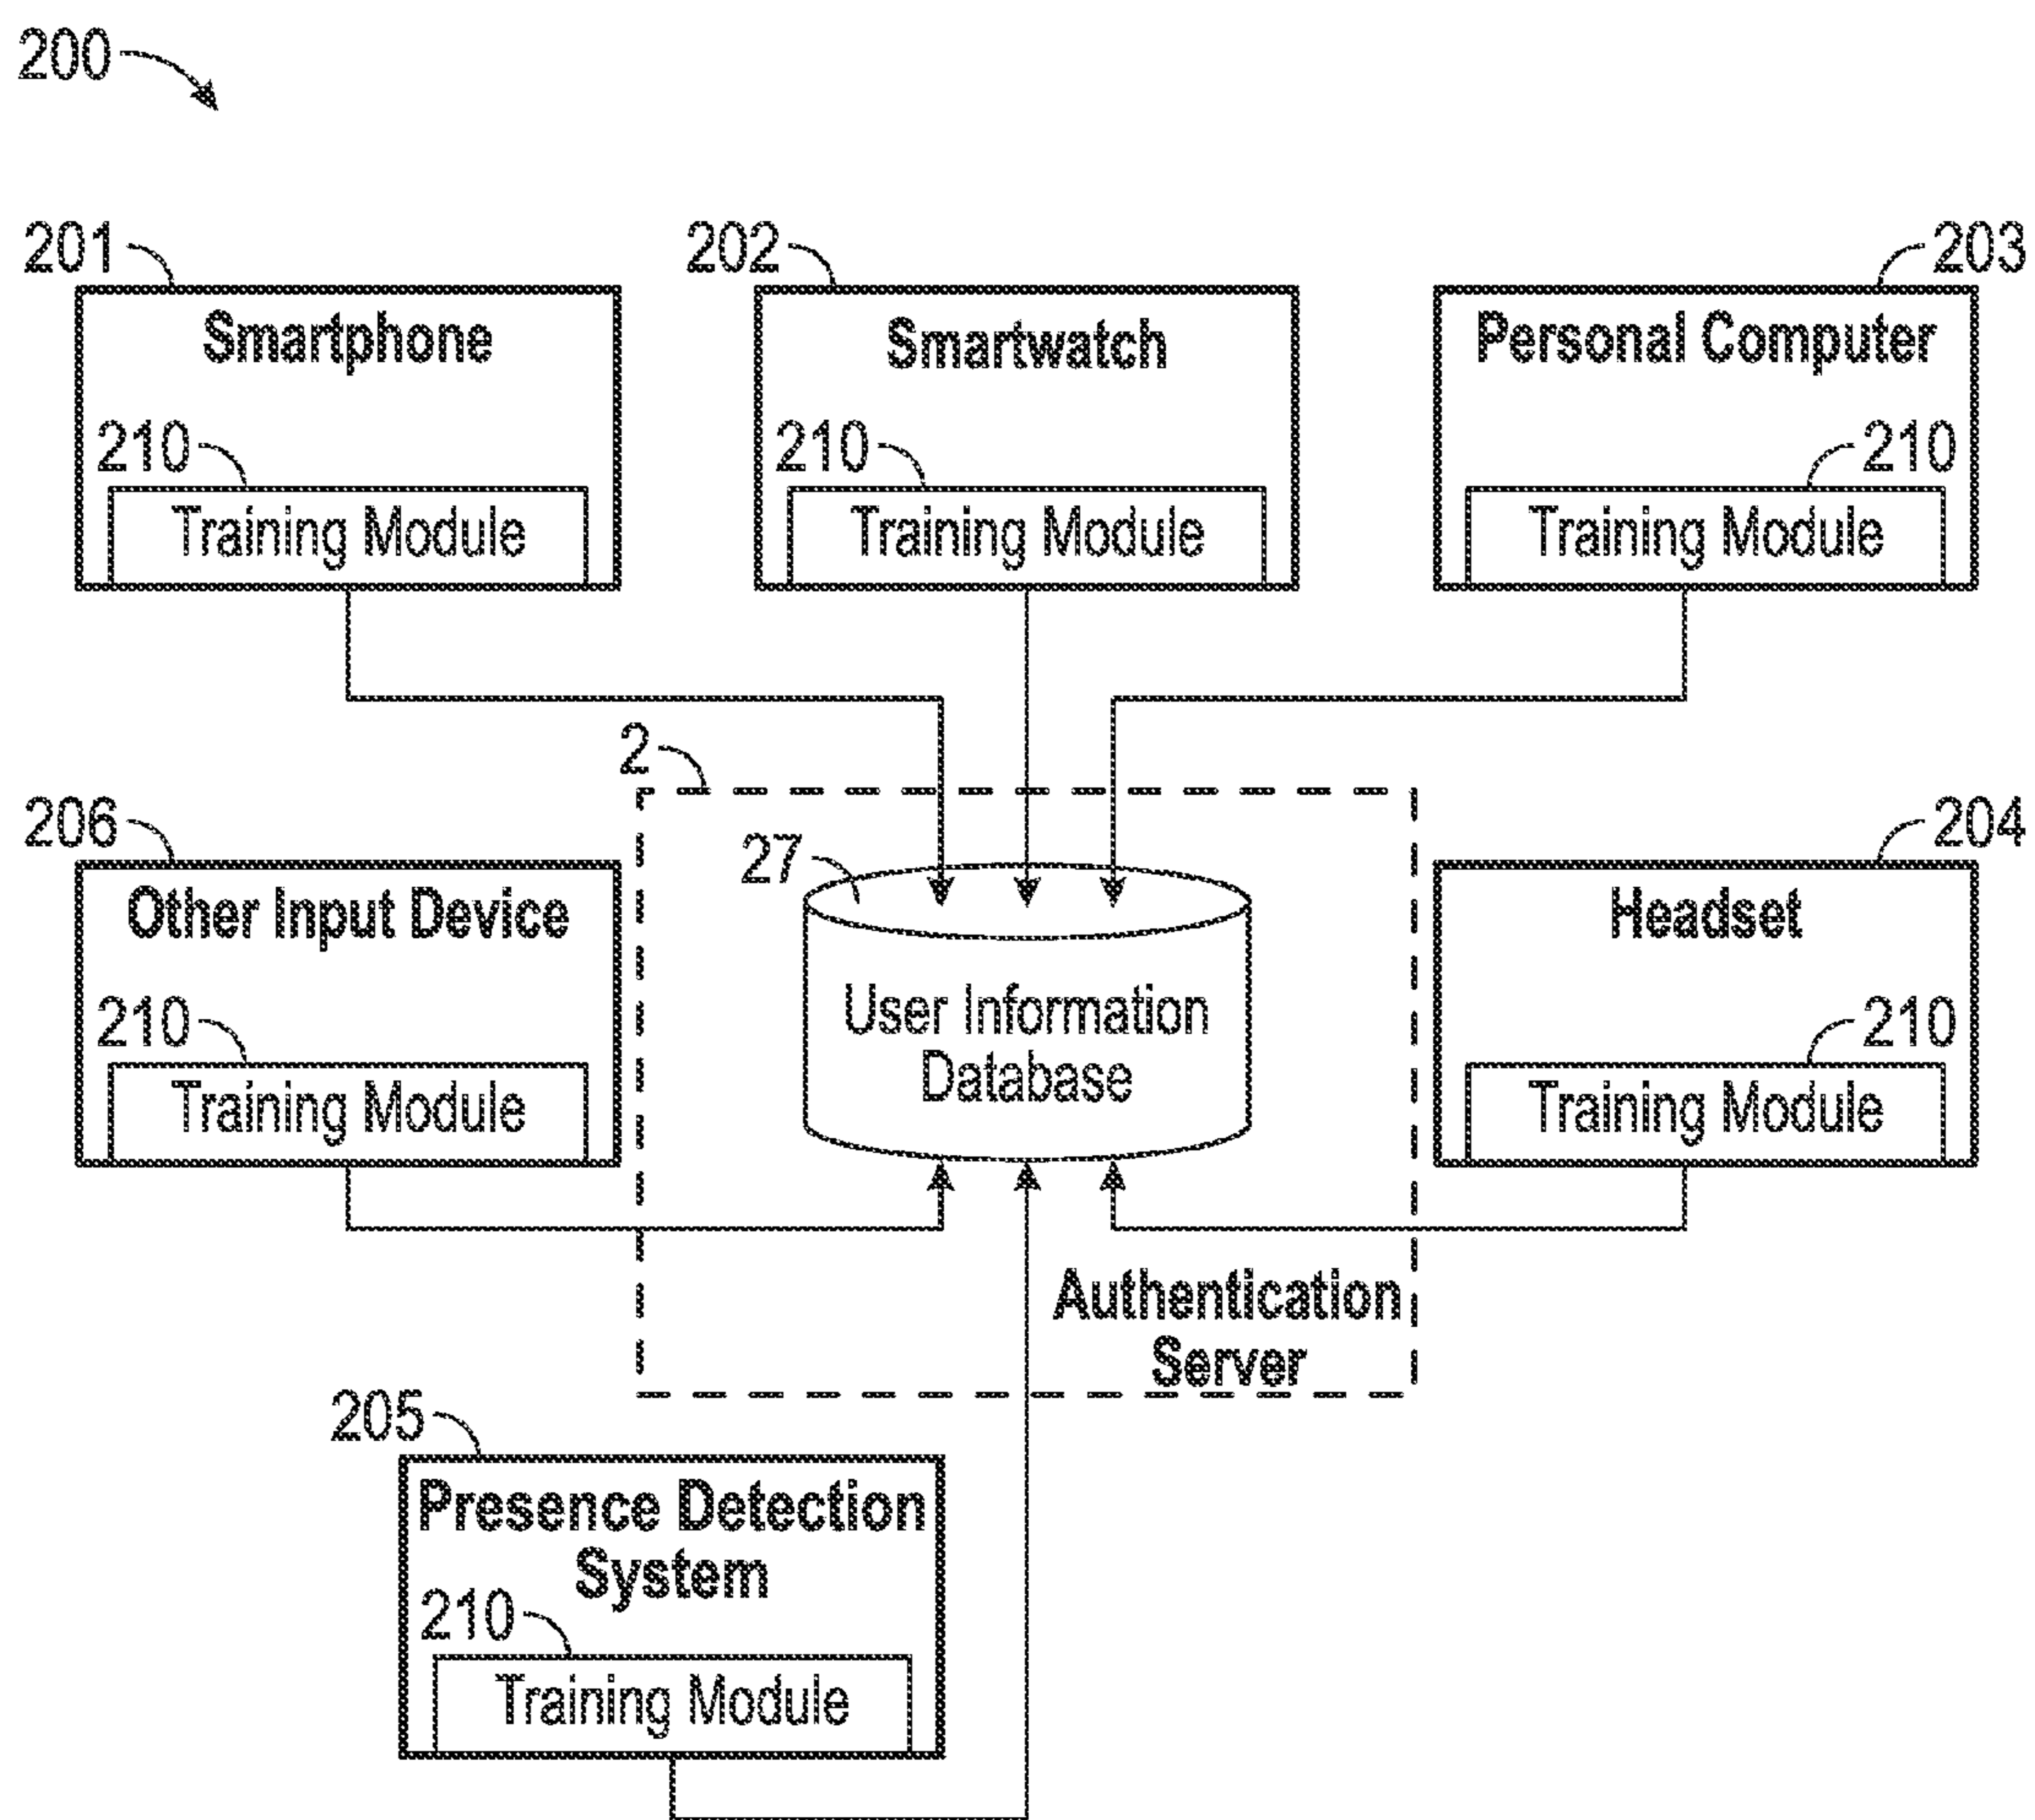 200
201
202
203
Smartphone
Smartwatch
Personal Computer
210
210
210
Training Module
Training Module
Training Module
2
206
204
27
Other Input Device
Headset
User Information
Database
210
210
Training Module
Training Module
Authentication
Server
205
Presence Detection
System
210
Training Module